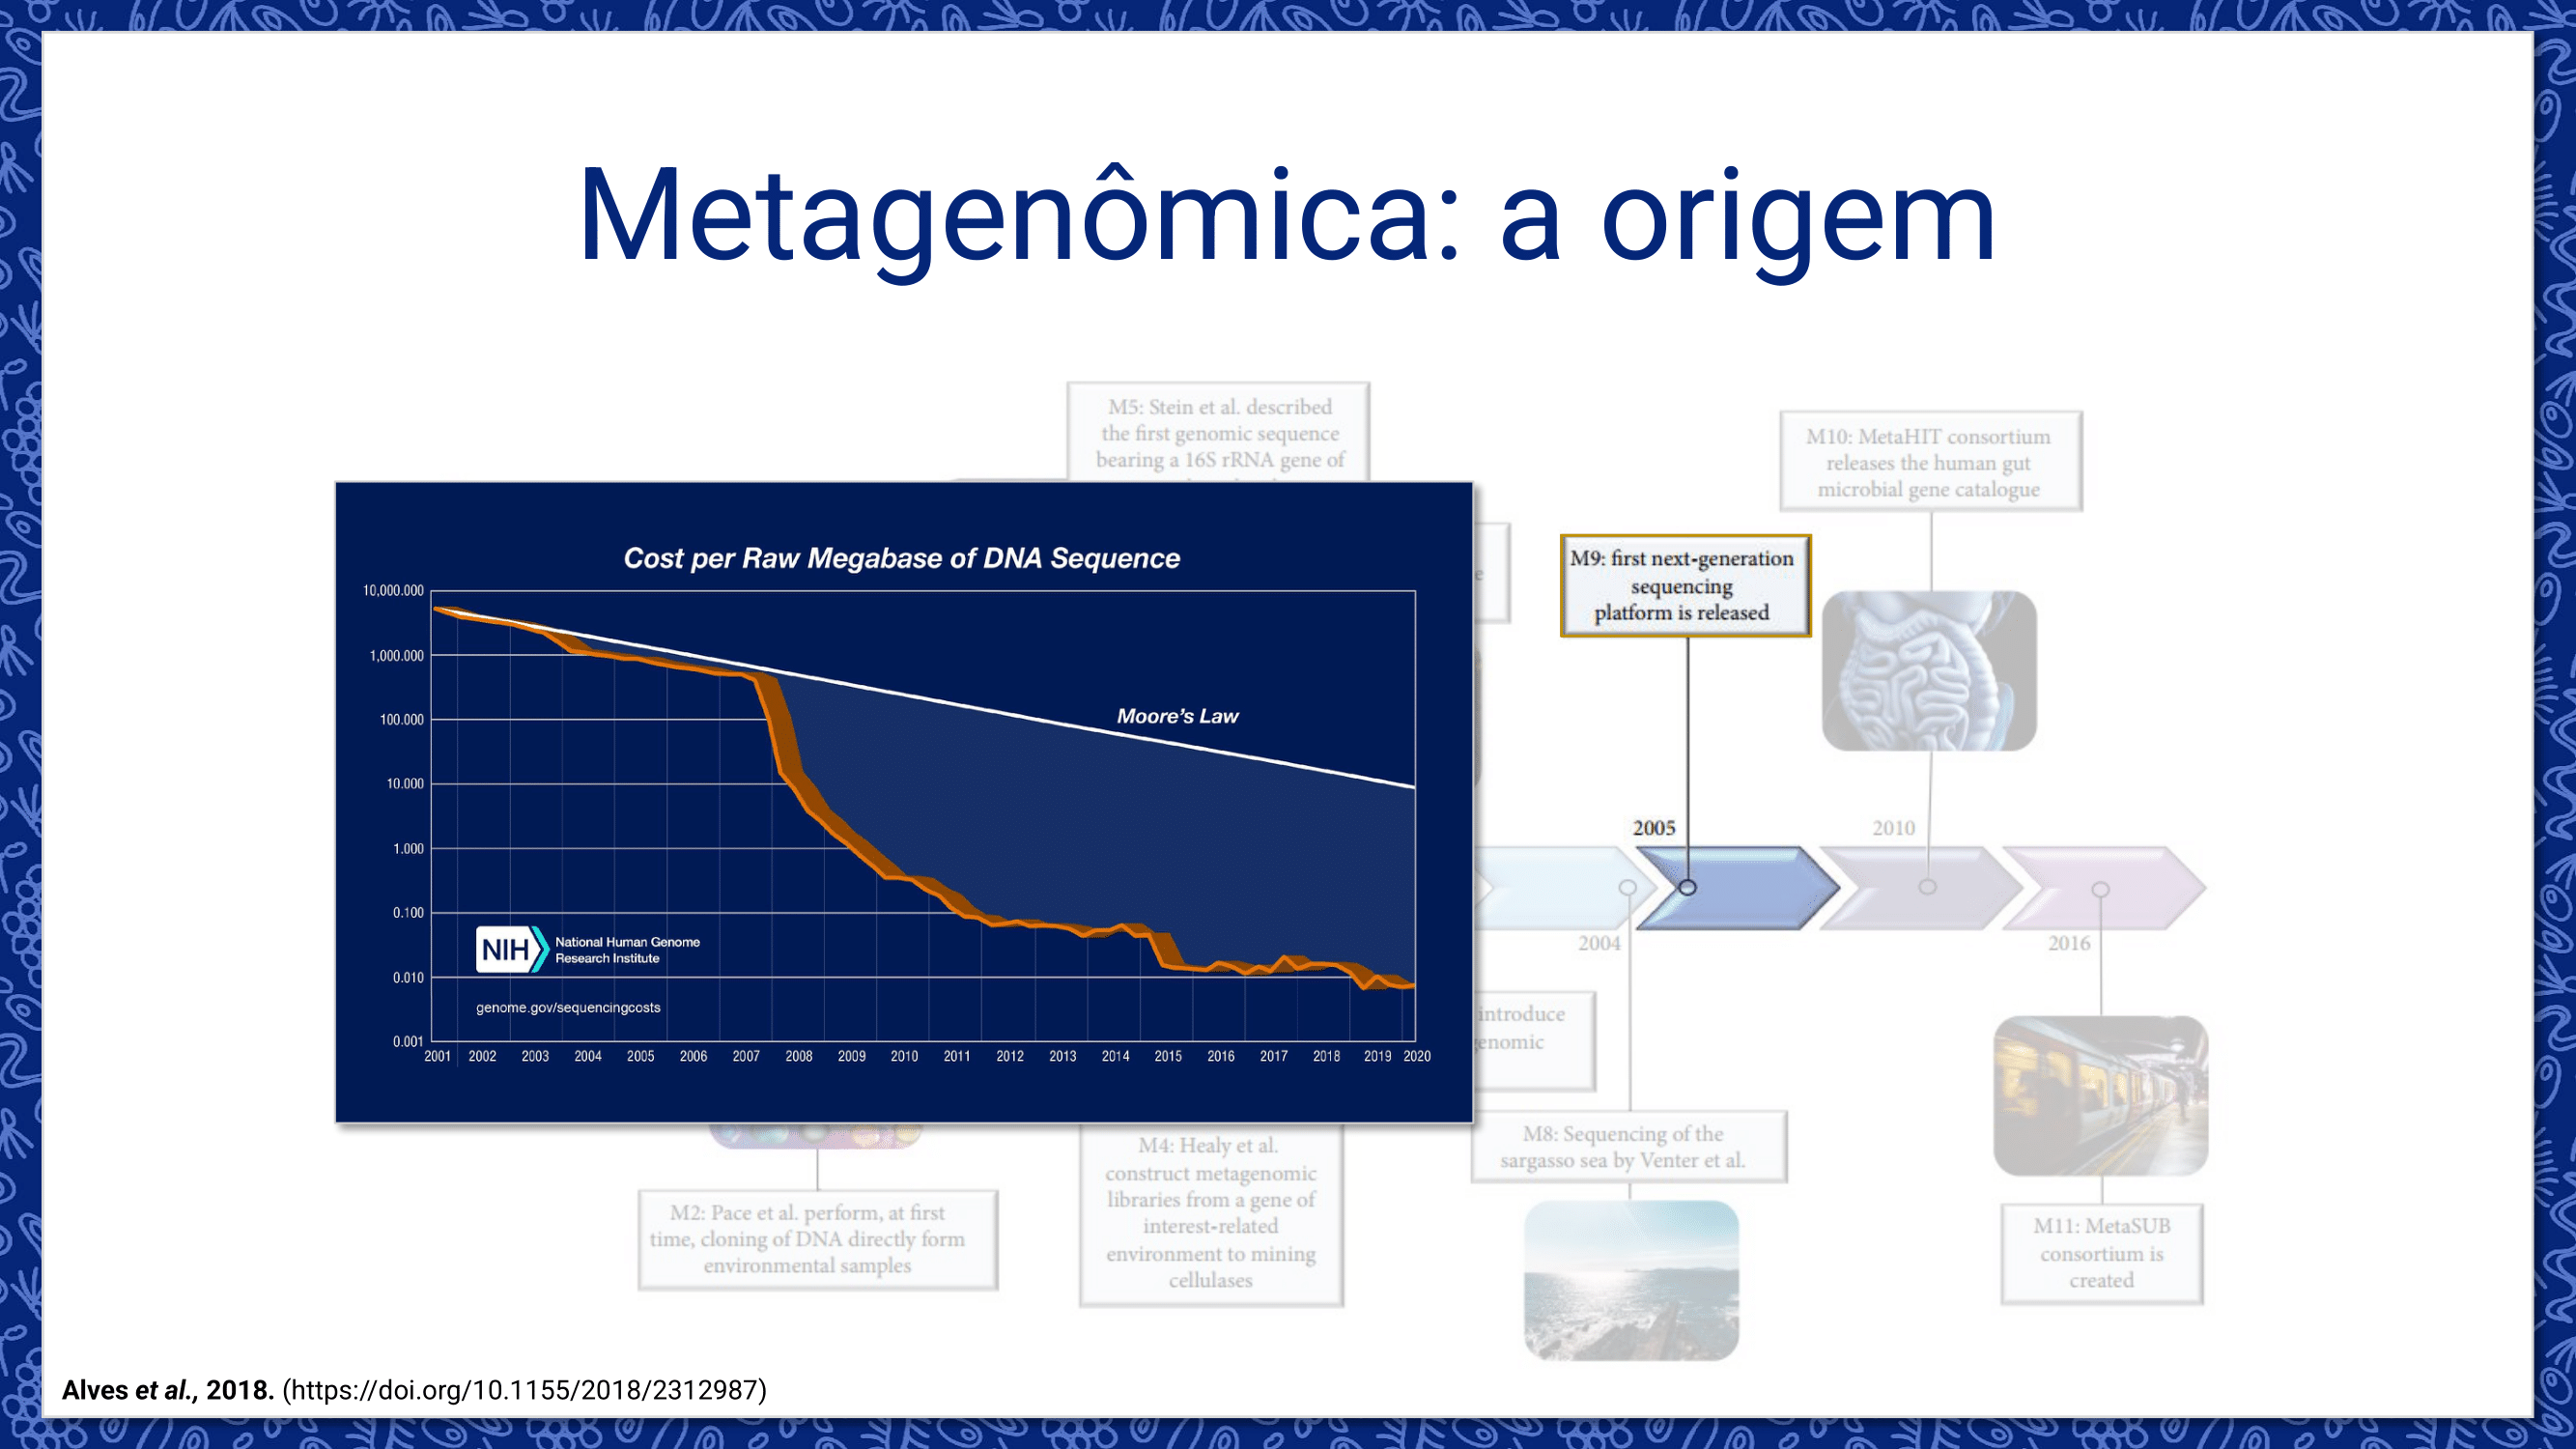 Metagenômica: a origem
M5: Stein et al. described
the first genomic sequence
bearing a 16S rRNA gene of
M10: MetaHIT consortium
releases the human gut
microbial gene catalogue
M9: first next-generation
sequencing
platform is released
Cost per Raw Megabase of DNA Sequence
10,000.000
1,000.000
100.000
10.000
1.000
0.100
0.010
0.001
Moore's Law
NIH
National Human Genome
Research Institute
genome.gov/sequencingcosts
2001 2002 2003 2004 2005 2006 2007 2008 2009 2010 2011 2012 2013 2014 2015 2016 2017 2018 2019 2020
2005
2010
2004
2016
introduce
M8: Sequencing of the
sargasso sea by Venter et al.
M4: Healy et al.
construct metagenomic
libraries from a gene of
interest-related
environment to mining
cellulases
M2: Pace et al. perform, at first
time, cloning of DNA directly form
environmental samples
M11: MetaSUB
consortium is
created
Alves et al., 2018. (https://doi.org/10.1155/2018/2312987)